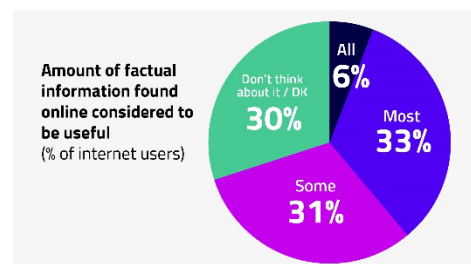 Amount of factual
information found
online considered to
be useful
(% of internet users)
All
6%
Most
33%
Some
31%
Don't think
about it / DK
30%